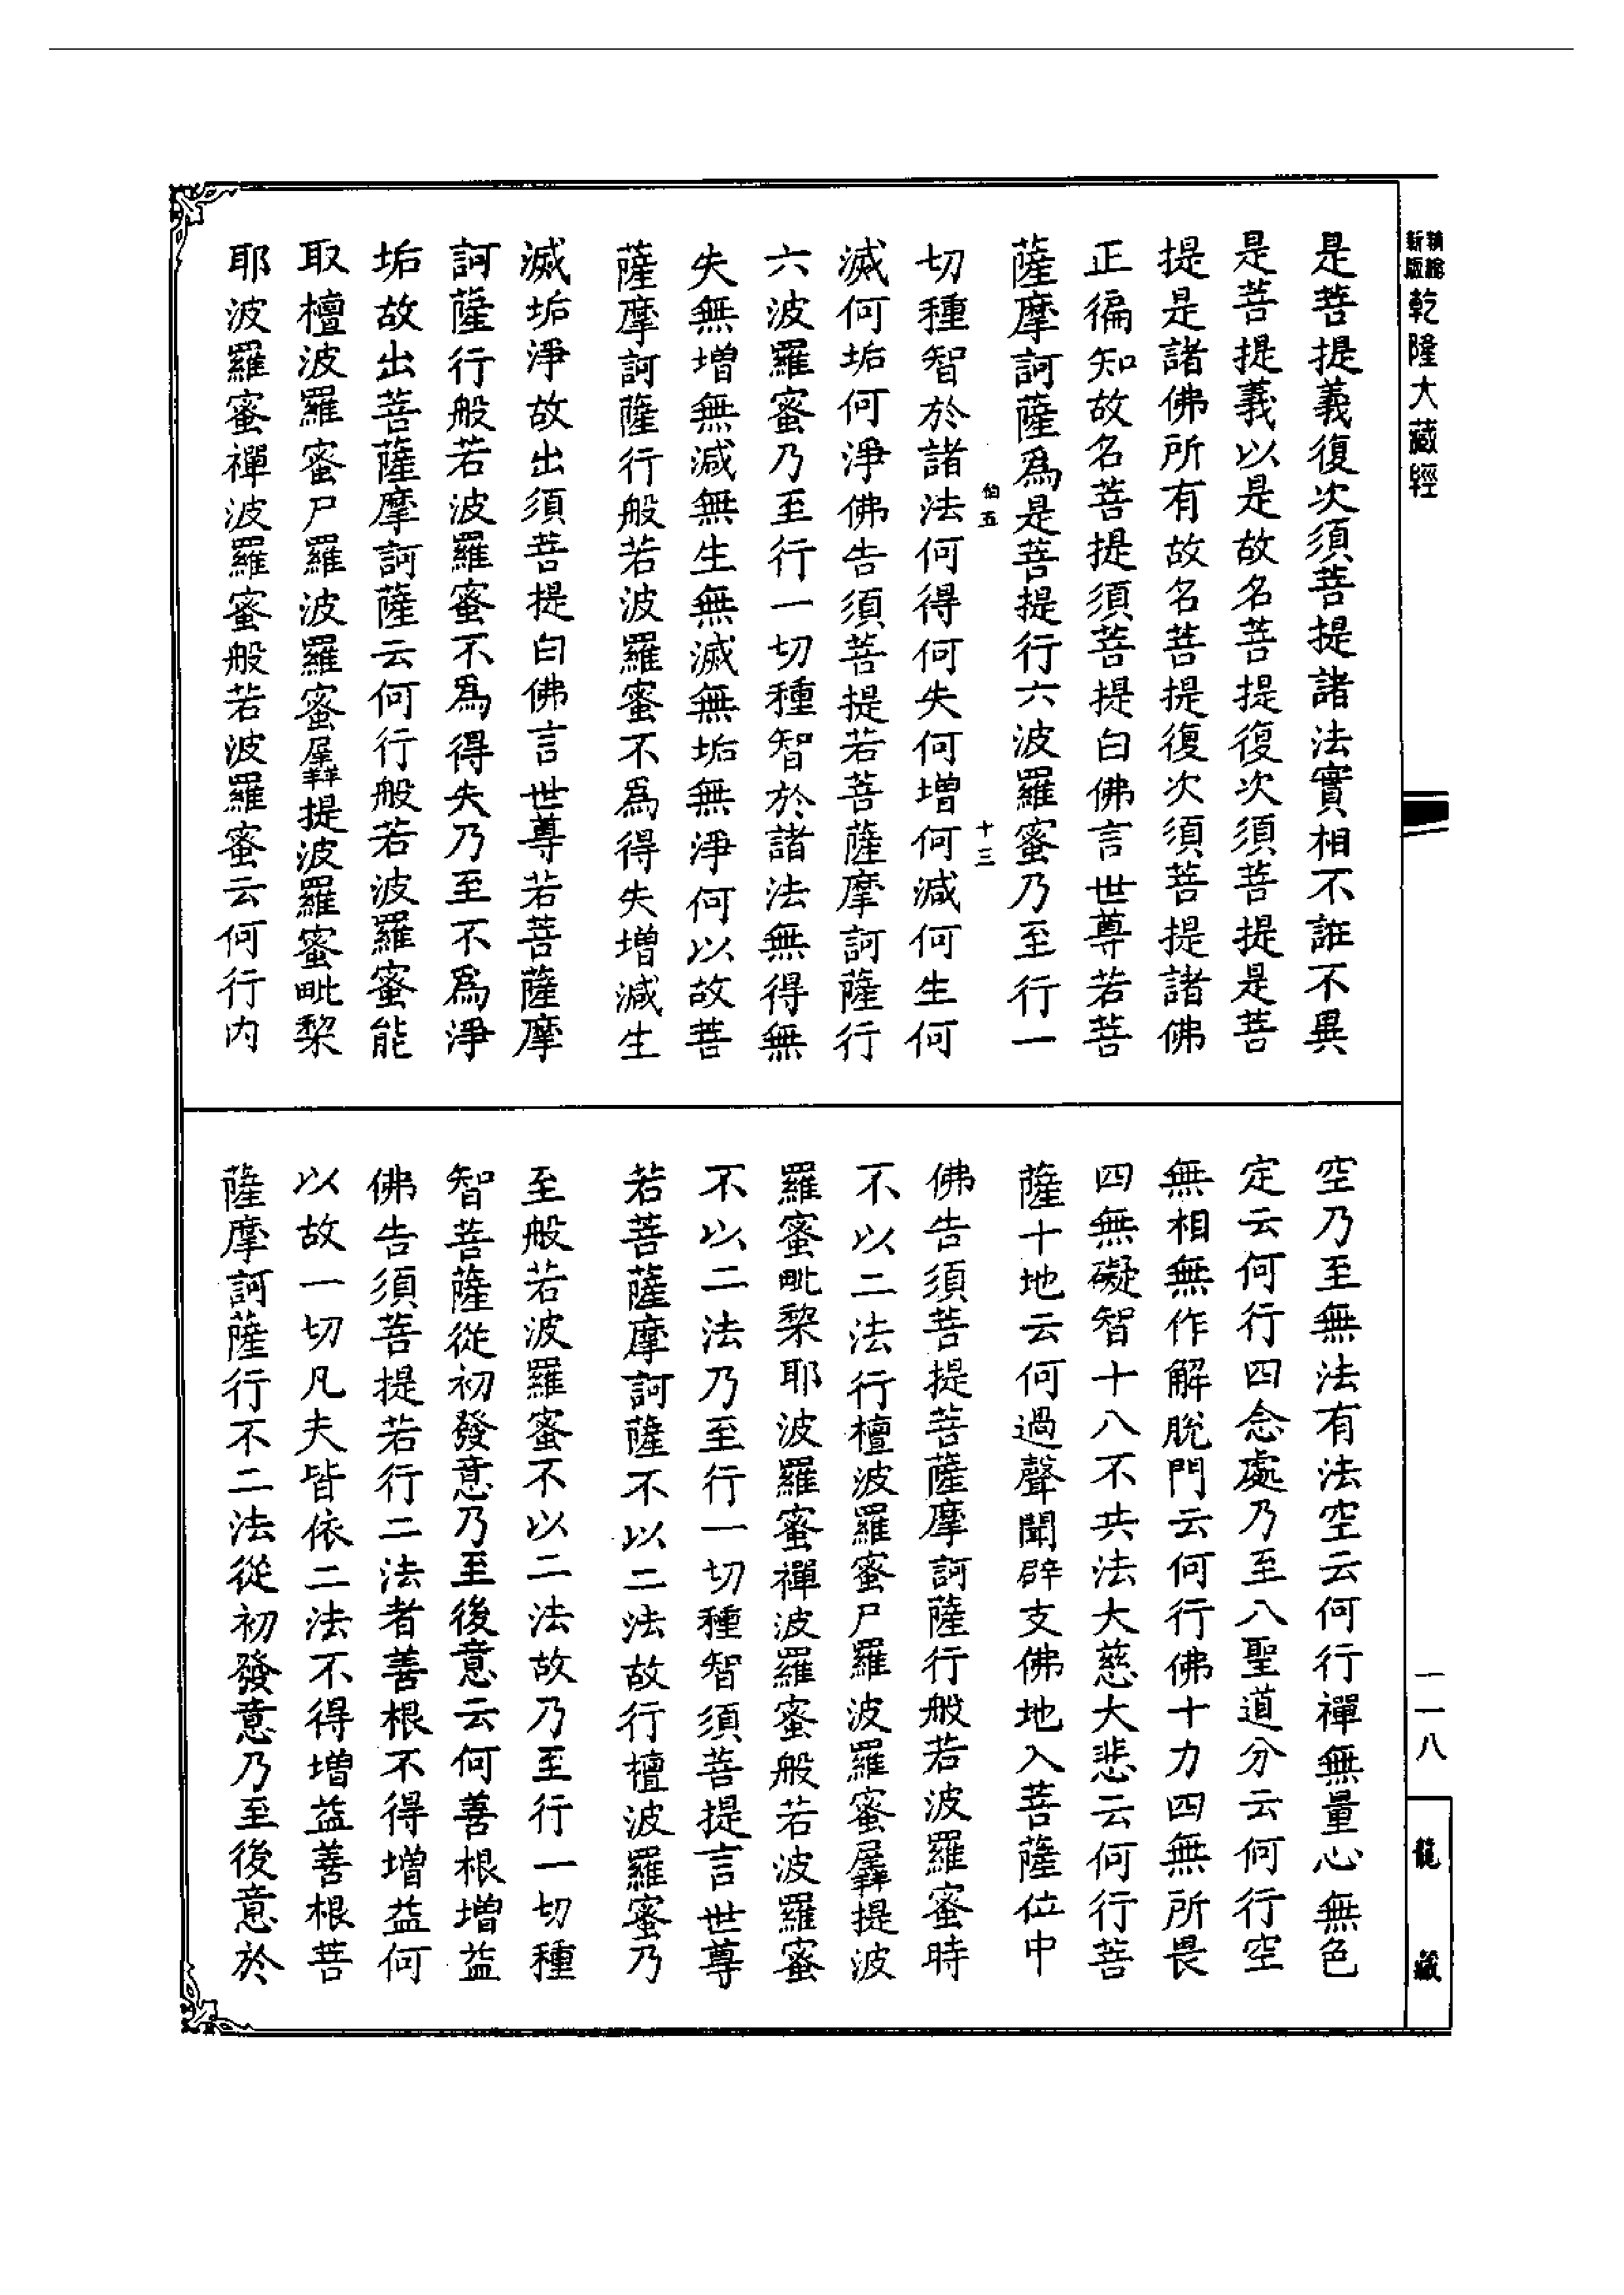 新版精縮乾隆大藏經
是菩提義復次須菩提諸法實相不誑不異
是菩提義以是故名菩提復次須菩提是菩
提是諸佛所有故名菩提復次須菩提諸佛
正徧知故名菩提須菩提白佛言世尊若菩
薩摩訶薩爲是菩提行六波羅蜜乃至行一
伯五
十三
切種智於諸法何得何失何增何減何生何
滅何垢何淨佛告須菩提若菩薩摩訶薩行
六波羅蜜乃至行一切種智於諸法無得無
失無增無減無生無滅無垢無淨何以故菩
薩摩訶薩行般若波羅蜜不爲得失增減生
滅垢淨故出須菩提白佛言世尊若菩薩摩
訶薩行般若波羅蜜不爲得失乃至不爲淨
垢故出菩薩摩訶薩云何行般若波羅蜜能
取檀波羅蜜尸羅波羅蜜羼提波羅蜜毗棃
耶波羅蜜禪波羅蜜般若波羅蜜云何行内
空乃至無法有法空云何行禪無量心無色
定云何行四念處乃至八聖道分云何行空
無相無作解脫門云何行佛十力四無所畏
四無礙智十八不共法大慈大悲云何行菩
薩十地云何過聲聞辟支佛地入菩薩位中
佛告須菩提菩薩摩訶薩行般若波羅蜜時
不以二法行檀波羅蜜尸羅波羅蜜羼提波
羅蜜毗棃耶波羅蜜禪波羅蜜般若波羅蜜
不以二法乃至行一切種智須菩提言世尊
若菩薩摩訶薩不以二法故行檀波羅蜜乃
至般若波羅蜜不以二法故乃至行一切種
智菩薩從初發意乃至後意云何善根增益
佛告須菩提若行二法者善根不得增益何
以故一切凡夫皆依二法不得增益善根菩
薩摩訶薩行不二法從初發意乃至後意於
一一八
龍藏